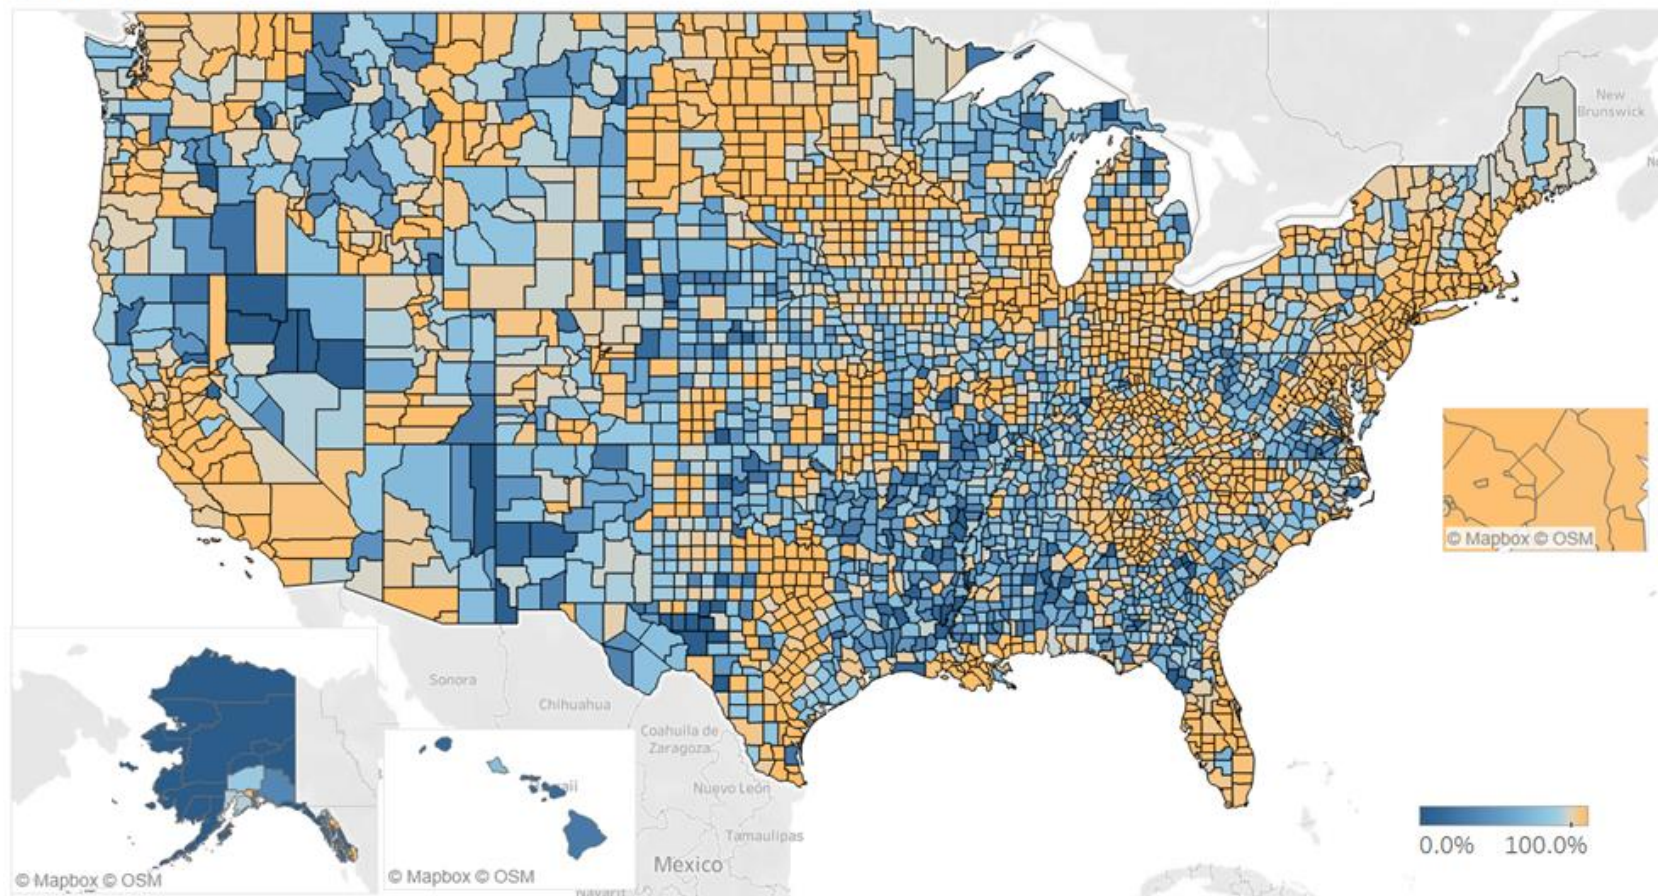 New
Brunswick
N
© Mapbox © OSM
Sonora
Chihuahua
Coahuila de
Zaragoza
Nuevo León
Tamaulipas
Mexico
aii
© Mapbox © OSM
© Mapbox © OSM
0.0% 100.0%